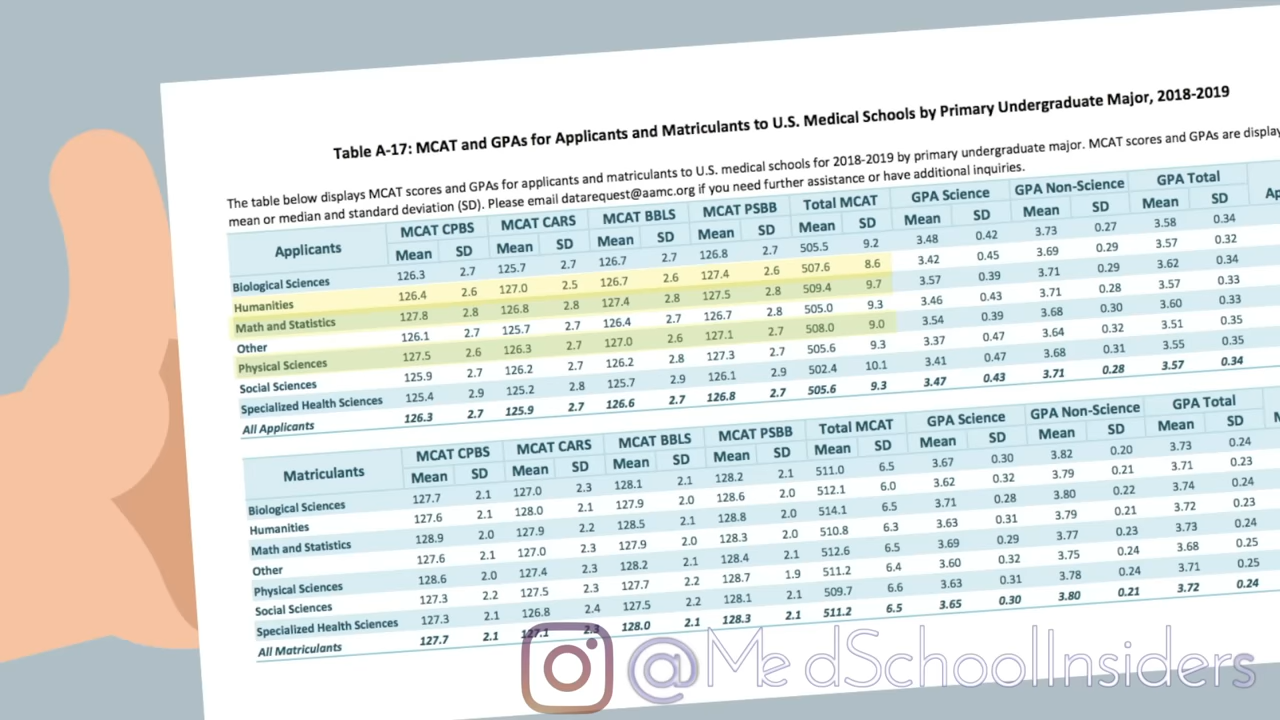 Table A-17: MCAT and GPAs for Applicants and Matriculants to U.S. Medical Schools by Primary Undergraduate Major, 2018-2019
The table below displays MCAT scores and GPAs for applicants and matriculants to U.S. medical schools for 2018-2019 by primary undergraduate major. MCAT scores and GPAs are display
mean or median and standard deviation (SD). Please email datarequest@aamc.org if you need further assistance or have additional inquiries.
Applicants MCAT CPBS MCAT CARS MCAT BBLS MCAT PSBB Total MCAT GPA Science GPA Non-Science GPA Total Ap
Mean SD Mean SD Mean SD Mean SD Mean SD Mean SD Mean SD Mean SD
Biological Sciences 126.3 2.7 125.7 2.7 126.7 2.7 126.8 2.7 505.5 9.2 3.48 0.42 3.73 0.27 3.58 0.34
Humanities 126.4 2.6 127.0 2.5 126.7 2.6 127.4 2.6 507.6 8.6 3.42 0.45 3.69 0.29 3.57 0.32
Math and Statistics 127.8 2.8 126.8 2.8 127.4 2.8 127.5 2.8 509.4 9.7 3.57 0.39 3.71 0.29 3.62 0.34
Other 126.1 2.7 125.7 2.7 126.4 2.7 126.7 2.8 505.0 9.3 3.46 0.43 3.71 0.28 3.57 0.33
Physical Sciences 127.5 2.6 126.3 2.7 127.0 2.6 127.1 2.7 508.0 9.0 3.54 0.39 3.68 0.30 3.60 0.33
Social Sciences 125.9 2.7 126.2 2.7 126.2 2.8 127.3 2.7 505.6 9.3 3.37 0.47 3.64 0.32 3.51 0.35
Specialized Health Sciences 125.4 2.9 125.2 2.8 125.7 2.9 126.1 2.9 502.4 10.1 3.41 0.47 3.68 0.31 3.55 0.35
All Applicants 126.3 2.7 125.9 2.7 126.6 2.7 126.8 2.7 505.6 9.3 3.47 0.43 3.71 0.28 3.57 0.34
Matriculants MCAT CPBS MCAT CARS MCAT BBLS MCAT PSBB Total MCAT GPA Science GPA Non-Science GPA Total
Mean SD Mean SD Mean SD Mean SD Mean SD Mean SD Mean SD Mean SD
Biological Sciences 127.7 2.1 127.0 2.3 128.1 2.1 128.2 2.1 511.0 6.5 3.67 0.30 3.82 0.20 3.73 0.24
Humanities 127.6 2.1 128.0 2.1 127.9 2.0 128.6 2.0 512.1 6.0 3.62 0.32 3.79 0.21 3.71 0.23
Math and Statistics 128.9 2.0 127.9 2.2 128.5 2.1 128.8 2.0 514.1 6.5 3.71 0.28 3.80 0.22 3.74 0.24
Other 127.6 2.1 127.0 2.3 127.9 2.0 128.3 2.0 510.8 6.3 3.63 0.31 3.79 0.21 3.72 0.23
Physical Sciences 128.6 2.0 127.4 2.3 128.2 2.1 128.4 2.1 512.6 6.5 3.69 0.29 3.77 0.23 3.73 0.24
Social Sciences 127.3 2.2 127.5 2.3 127.7 2.2 128.7 1.9 511.2 6.4 3.60 0.32 3.75 0.24 3.68 0.25
Specialized Health Sciences 127.3 2.1 126.8 2.4 127.5 2.2 128.1 2.1 509.7 6.6 3.63 0.31 3.78 0.24 3.71 0.25
All Matriculants 127.7 2.1 127.1 2.3 128.0 2.1 128.3 2.1 511.2 6.5 3.65 0.30 3.80 0.21 3.72 0.24
@MedSchoolInsiders